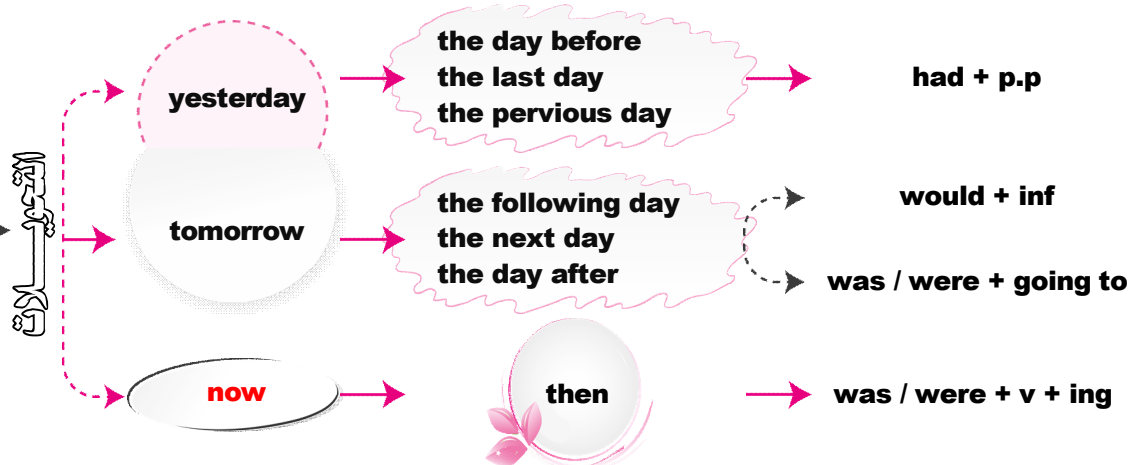 التحويـــلات
yesterday
the day before
the last day
the pervious day
had + p.p
tomorrow
the following day
the next day
the day after
would + inf
was / were + going to
now
then
was / were + v + ing